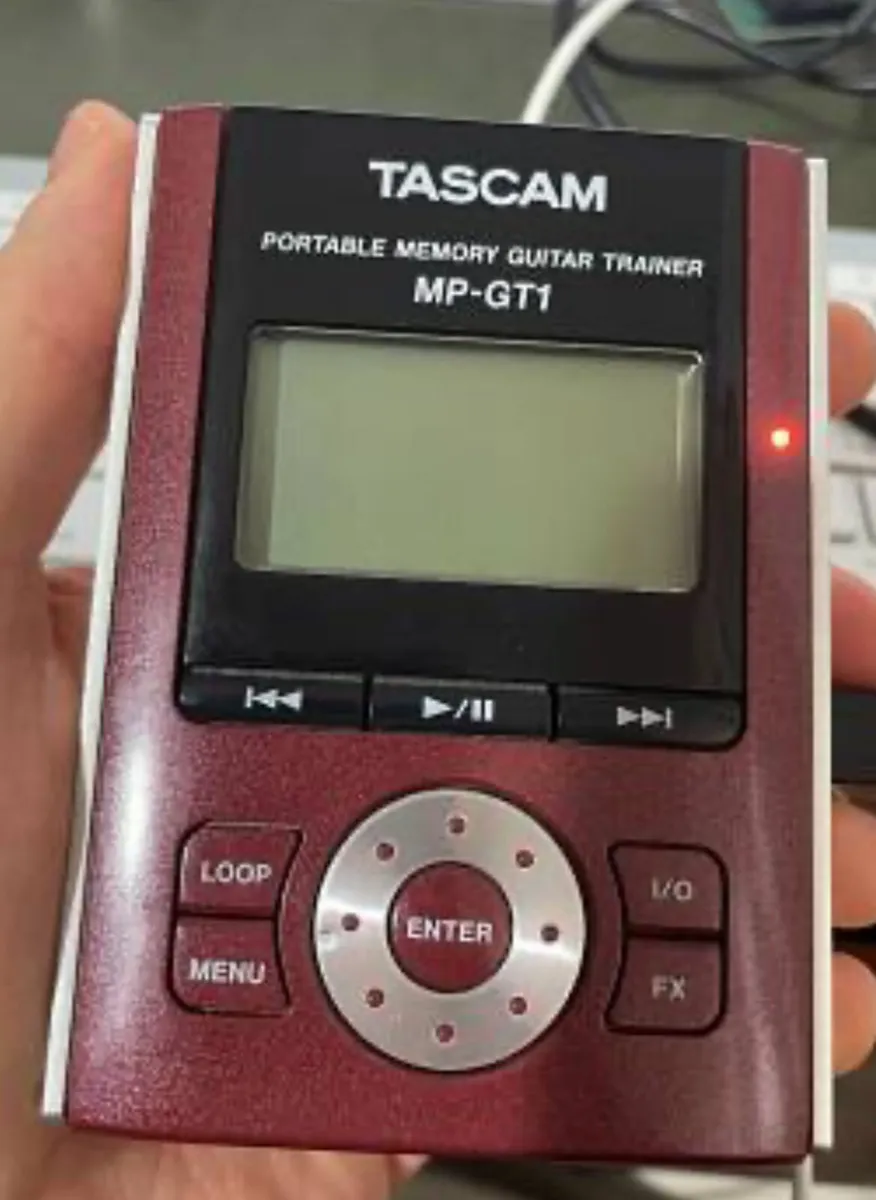 TASCAM
PORTABLE MEMORY GUITAR TRAINER
MP-GT1
LOOP
I/O
ENTER
MENU
FX